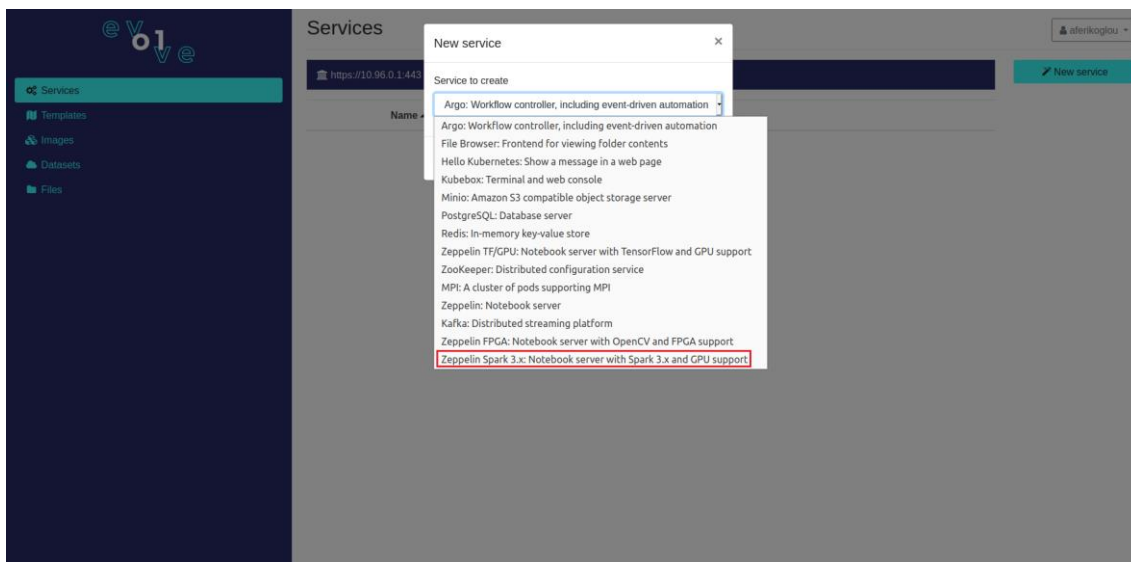 evolve
Services
aferikoglou
New service
×
https://10.96.0.1:443
Service to create
New service
Argo: Workflow controller, including event-driven automation
Services
Templates
Images
Datasets
Files
Name
Argo: Workflow controller, including event-driven automation
File Browser: Frontend for viewing folder contents
Hello Kubernetes: Show a message in a web page
Kubebox: Terminal and web console
Minio: Amazon S3 compatible object storage server
PostgreSQL: Database server
Redis: In-memory key-value store
Zeppelin TF/GPU: Notebook server with TensorFlow and GPU support
ZooKeeper: Distributed configuration service
MPI: A cluster of pods supporting MPI
Zeppelin: Notebook server
Kafka: Distributed streaming platform
Zeppelin FPGA: Notebook server with OpenCV and FPGA support
Zeppelin Spark 3.x: Notebook server with Spark 3.x and GPU support